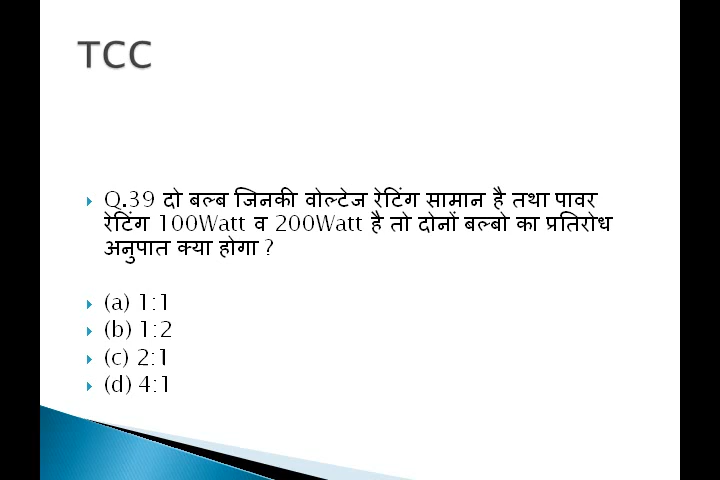 TCC
Q.39 दो बल्ब जिनकी वोल्टेज रेटिंग सामान है तथा पावर
रेटिंग 100Watt व 200Watt है तो दोनों बल्बो का प्रतिरोध
अनुपात क्या होगा ?
(a) 1:1
(b) 1:2
(c) 2:1
(d) 4:1